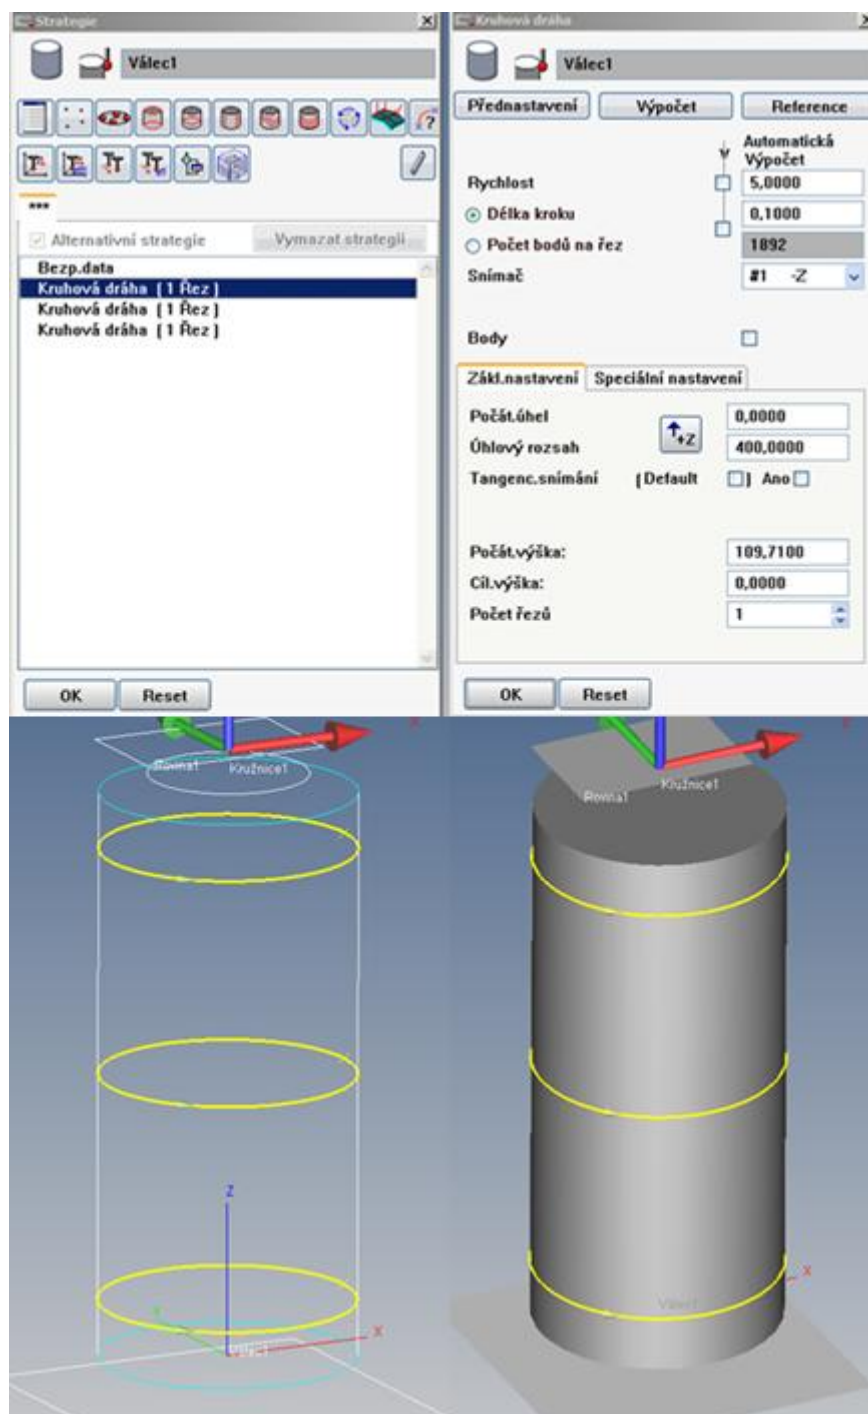 Strategie
Válec1
***
Alternativní strategie
Vymazat strategii
Bezp.data
Kruhová dráha [ 1 Řez ]
Kruhová dráha [ 1 Řez ]
Kruhová dráha [ 1 Řez ]
OK
Reset
Kruhová dráha
Válec1
Přednastavení
Výpočet
Reference
Automatická
Výpočet
Rychlost
5,0000
Délka kroku
0,1000
Počet bodů na řez
1892
Snímač
#1 -Z
Body
Zákl.nastavení
Speciální nastavení
Počát.úhel
0,0000
+Z
Úhlový rozsah
400,0000
Tangenc.snímání [ Default ] Ano
Počát.výška:
109,7100
Cíl.výška:
0,0000
Počet řezů
1
OK
Reset
Rovina1
Kružnice1
Z
X
Rovina1
Kružnice1
X
Válec1